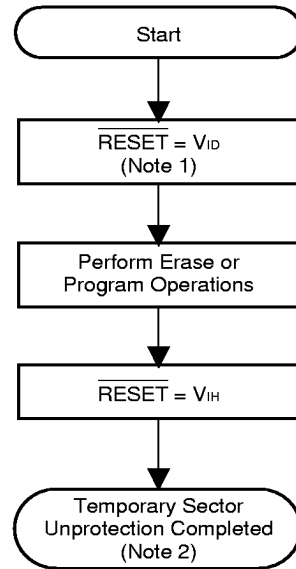 Start
RESET = VID
(Note 1)
Perform Erase or
Program Operations
RESET = VIH
Temporary Sector
Unprotection Completed
(Note 2)